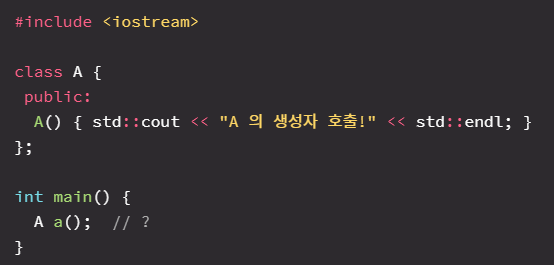 #include <iostream>
class A {
public:
A() { std::cout << "A 의 생성자 호출!" << std::endl; }
};
int main() {
A a();  // ?
}